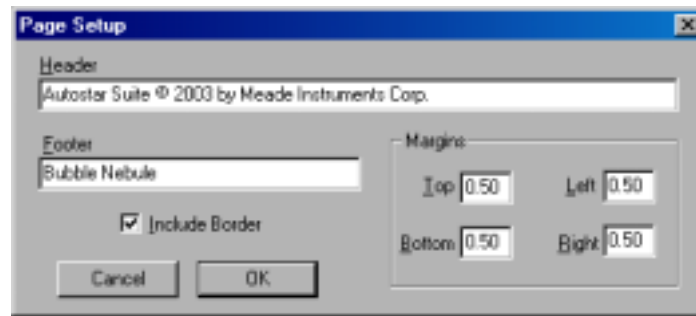 Page Setup
Header
Autostar Suite © 2003 by Meade Instruments Corp.
Footer
Bubble Nebule
Include Border
Cancel
OK
Margins
Top 0.50
Left 0.50
Bottom 0.50
Right 0.50